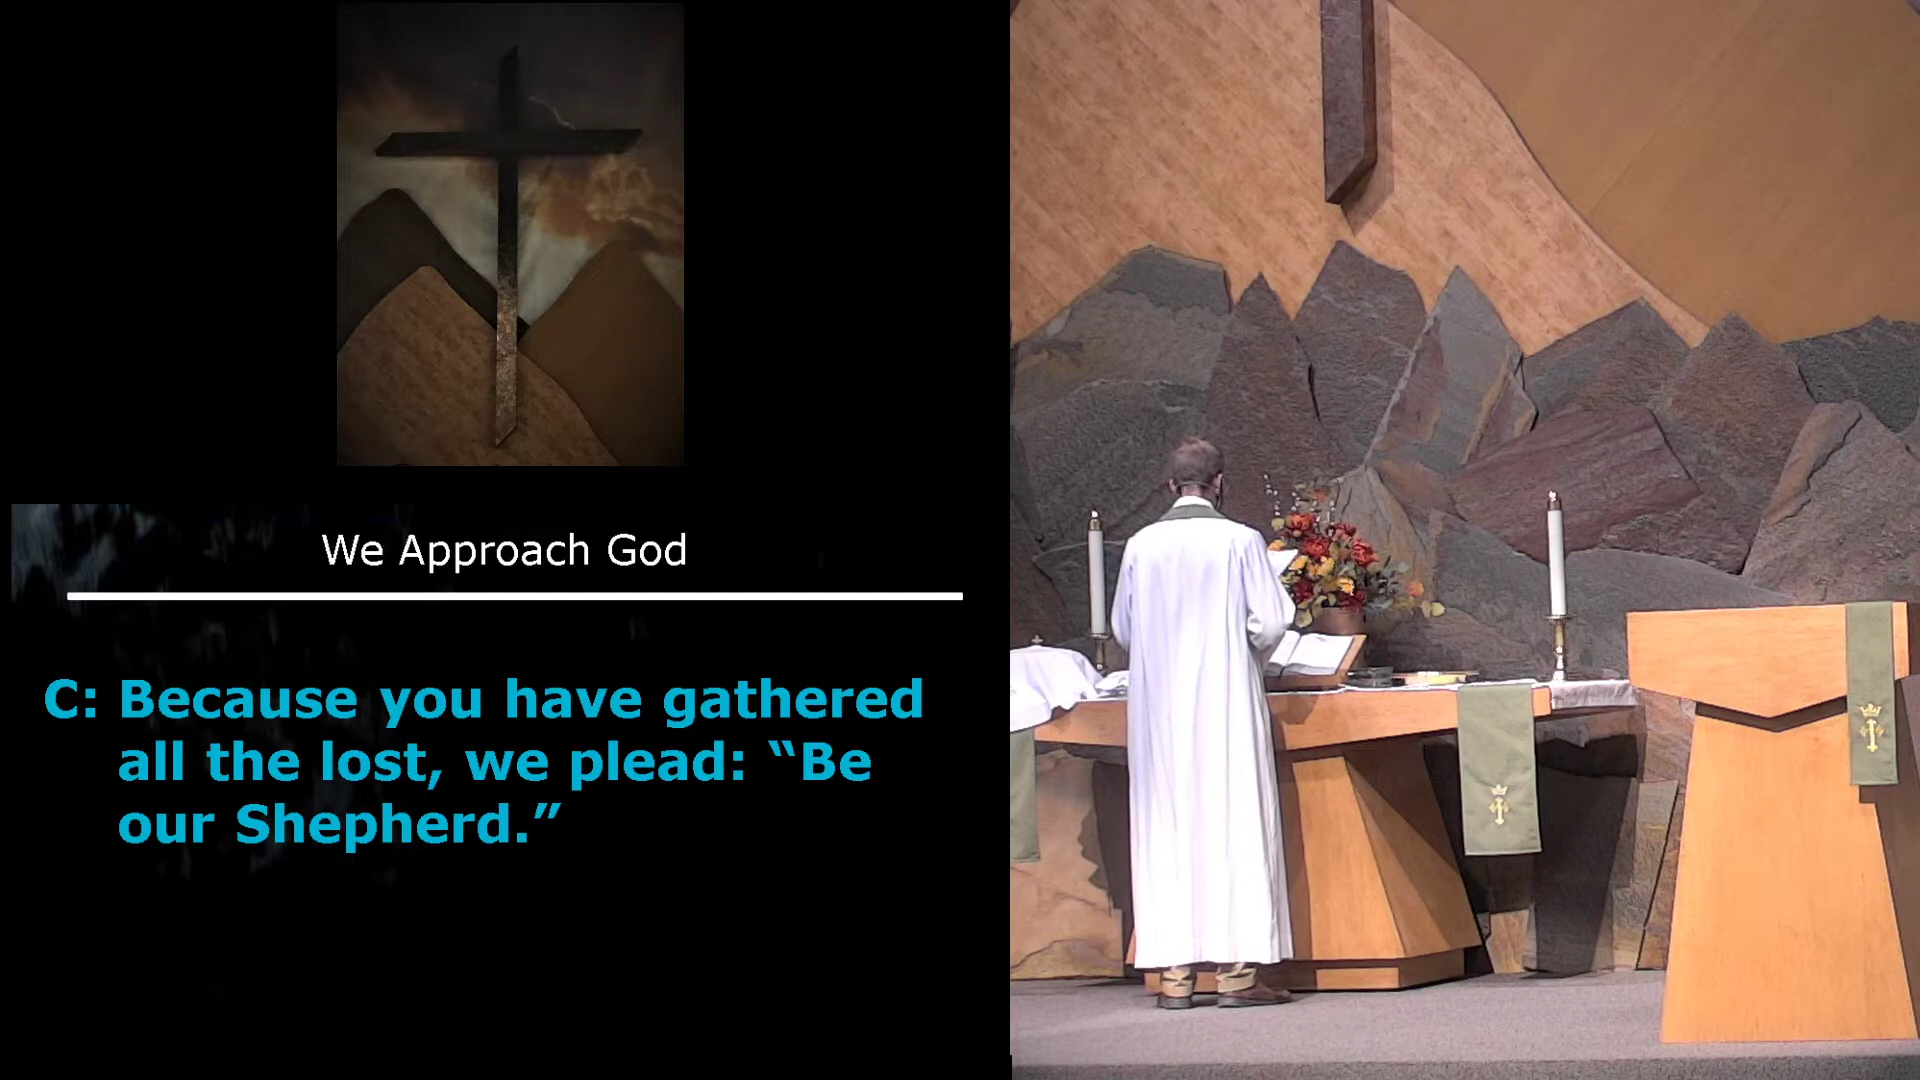 We Approach God
C: Because you have gathered
all the lost, we plead: “Be
our Shepherd.”